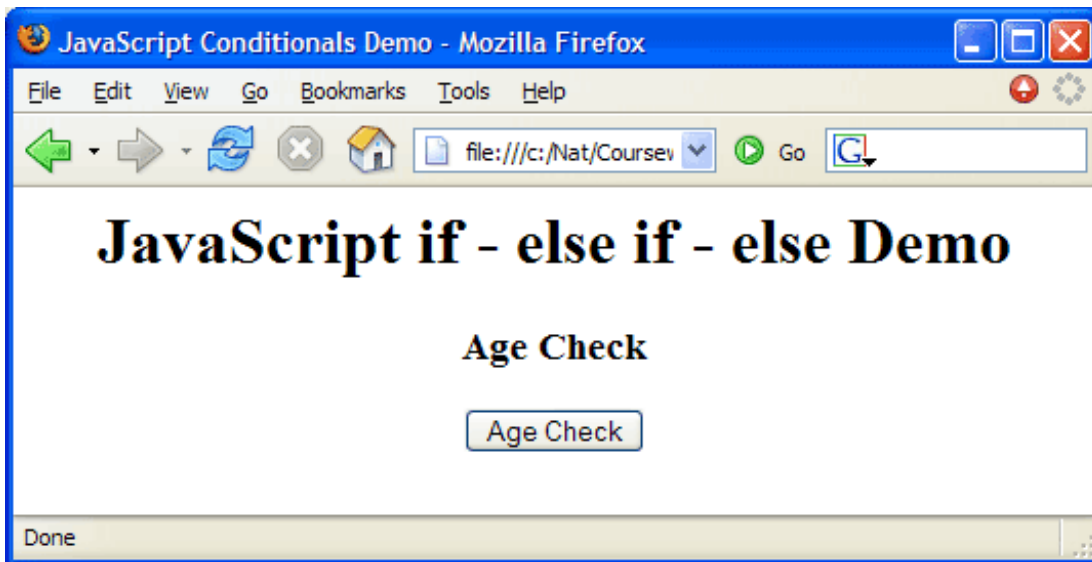 JavaScript Conditionals Demo - Mozilla Firefox
File Edit View Go Bookmarks Tools Help
file:///c:/Nat/Coursew Go G
JavaScript if - else if - else Demo
Age Check
Age Check
Done